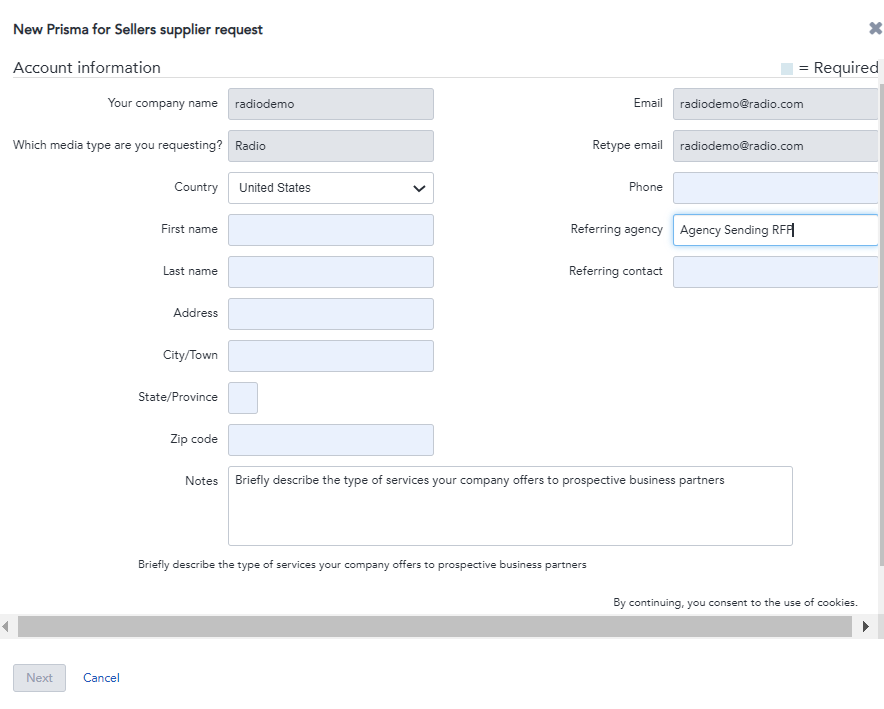 New Prisma for Sellers supplier request
Account information
= Required
Your company name radiodemo
Email radiodemo@radio.com
Which media type are you requesting? Radio
Retype email radiodemo@radio.com
Country United States
Phone
First name
Referring agency Agency Sending RFP
Last name
Referring contact
Address
City/Town
State/Province
Zip code
Notes Briefly describe the type of services your company offers to prospective business partners
Briefly describe the type of services your company offers to prospective business partners
By continuing, you consent to the use of cookies.
Next Cancel